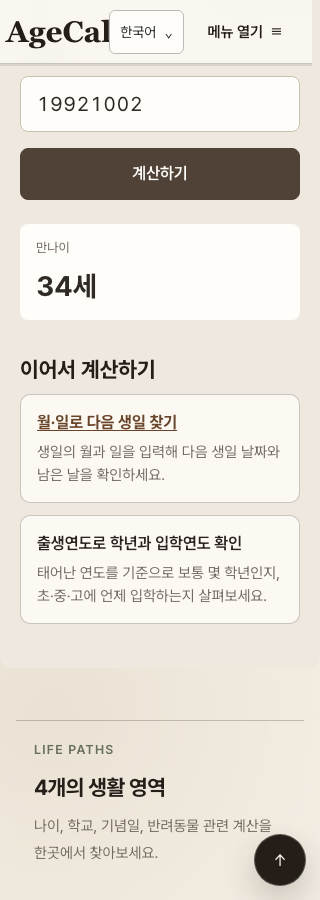 AgeCal
한국어
메뉴 열기
19921002
계산하기
만나이
34세
이어서 계산하기
월·일로 다음 생일 찾기
생일의 월과 일을 입력해 다음 생일 날짜와
남은 날을 확인하세요.
출생연도로 학년과 입학연도 확인
태어난 연도를 기준으로 보통 몇 학년인지,
초·중·고에 언제 입학하는지 살펴보세요.
LIFE PATHS
4개의 생활 영역
나이, 학교, 기념일, 반려동물 관련 계산을
한곳에서 찾아보세요.